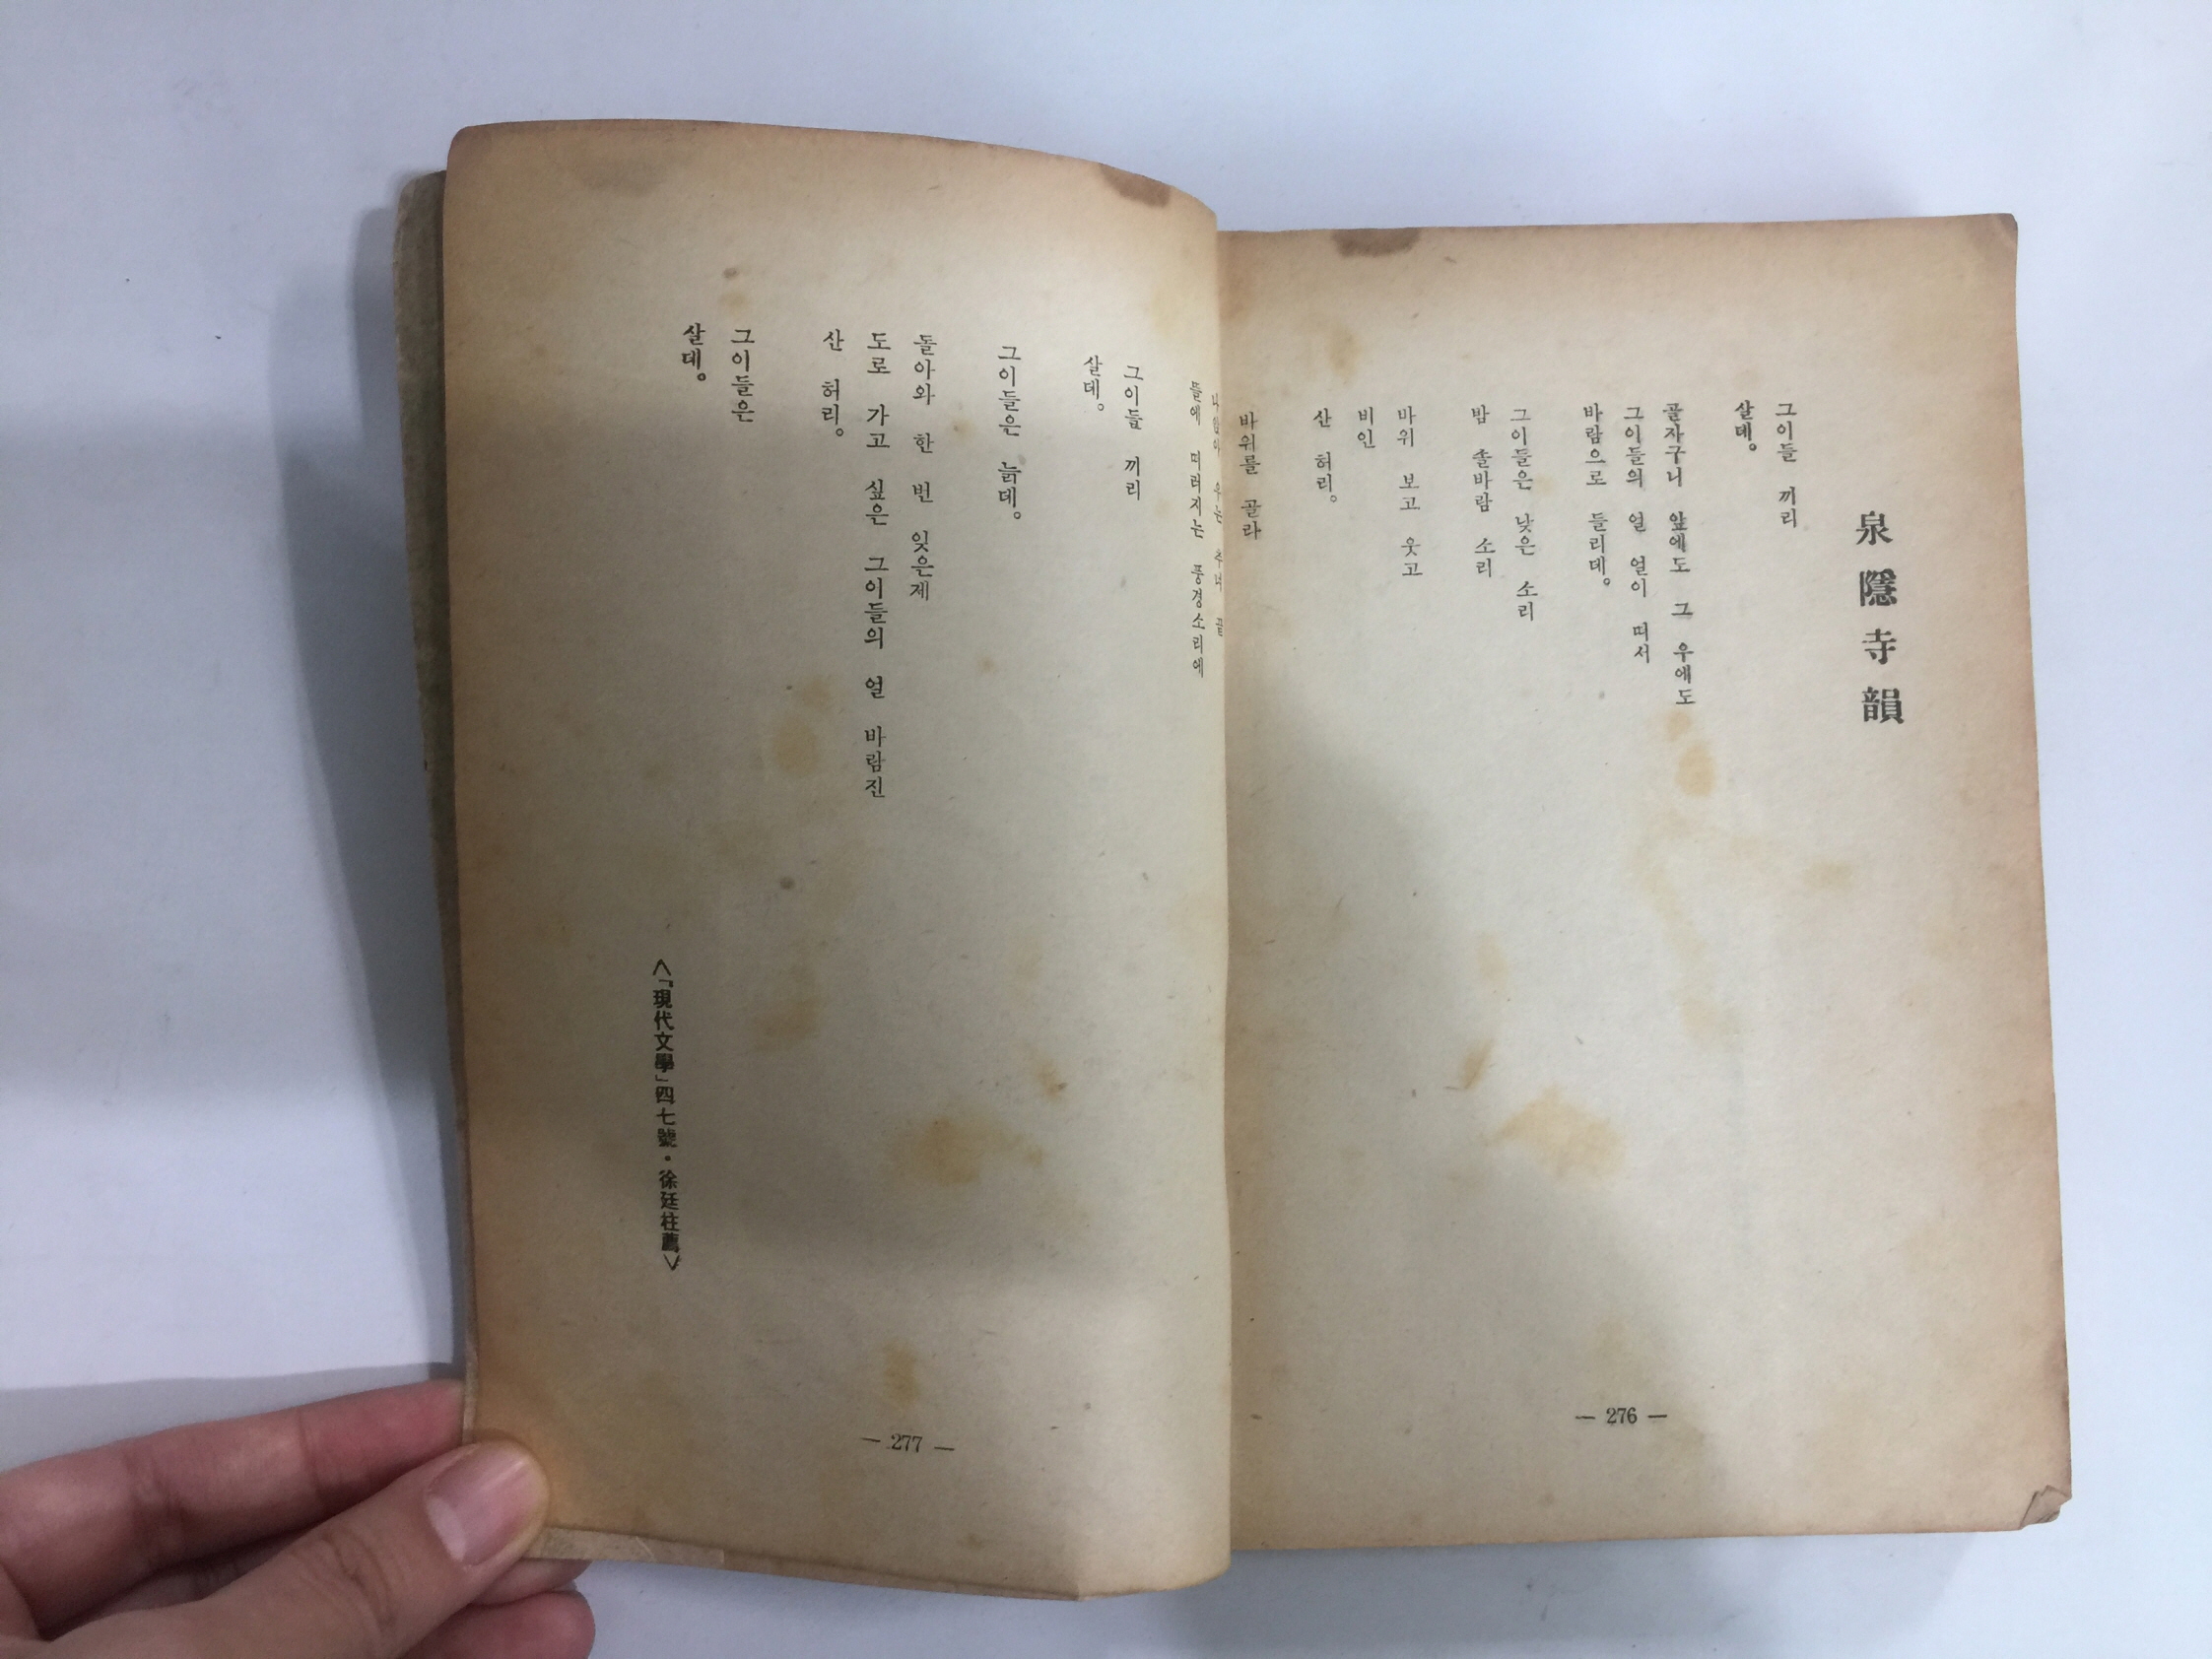 泉隱寺韻
그이들 끼리
살데。
골자구니 앞에도 그 우에도
그이들의 얼 얼이 떠서
바람으로 들리데。
그이들은 낮은 소리
밤 솔바람 소리
바위 보고 웃고
비인
산 허리。
바위를 골라
— 276 —
우는
들에 떠러지는 풍경소리에
그이들 끼리
살데。
그이들은 늙데。
돌아와 한 번 잊은제
도로 가고 싶은 그이들의 얼 바람진
산 허리。
그이들은
살데。
<「現代文學」四七號・徐廷柱薦>
— 277 —